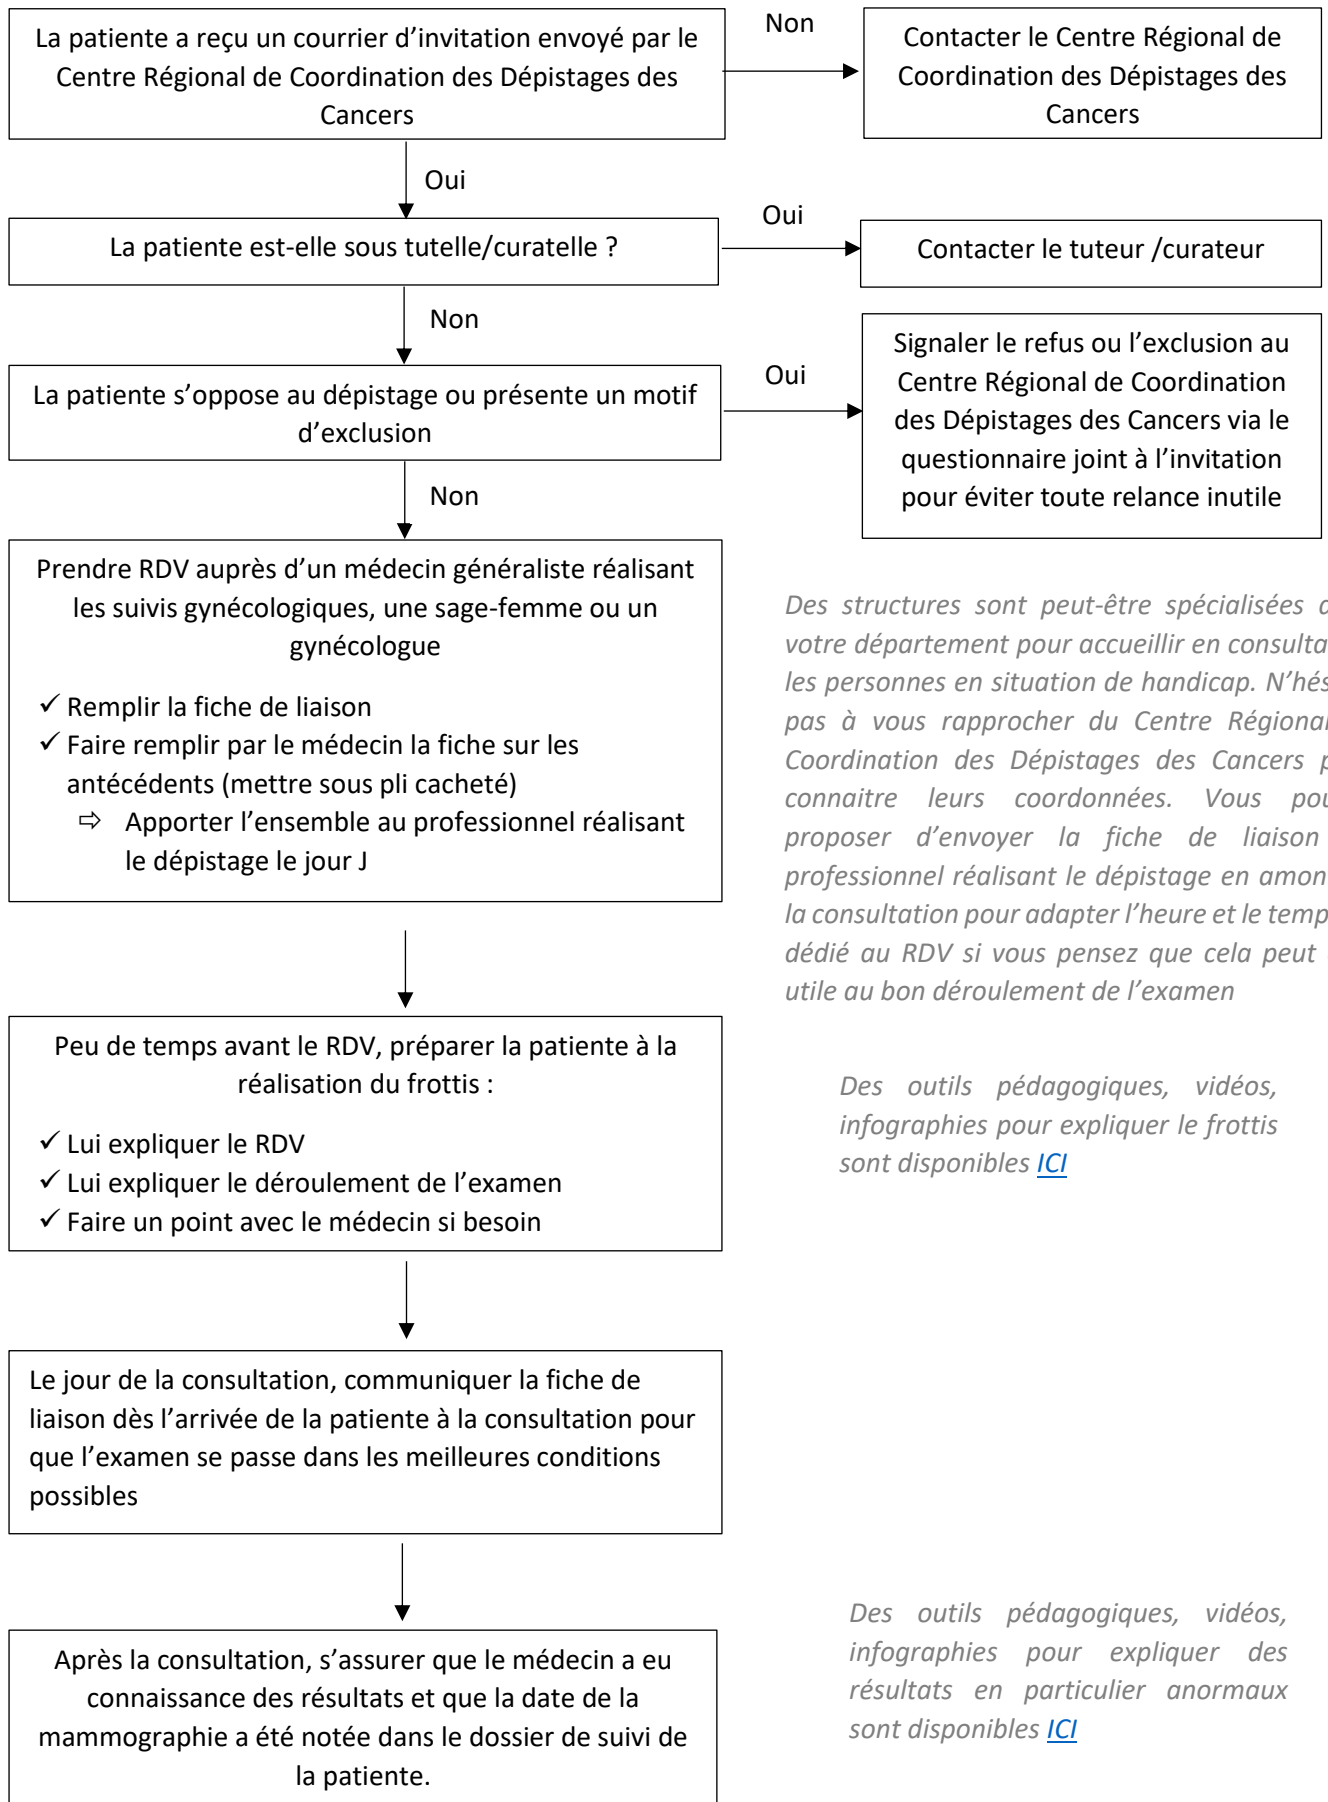 La patiente a reçu un courrier d’invitation envoyé par le
Centre Régional de Coordination des Dépistages des
Cancers
Non
Contacter le Centre Régional de
Coordination des Dépistages des
Cancers
Oui
La patiente est-elle sous tutelle/curatelle ?
Oui
Contacter le tuteur /curateur
Non
La patiente s’oppose au dépistage ou présente un motif
d’exclusion
Oui
Signaler le refus ou l’exclusion au
Centre Régional de Coordination
des Dépistages des Cancers via le
questionnaire joint à l’invitation
pour éviter toute relance inutile
Non
Prendre RDV auprès d’un médecin généraliste réalisant
les suivis gynécologiques, une sage-femme ou un
gynécologue
✓ Remplir la fiche de liaison
✓ Faire remplir par le médecin la fiche sur les
antécédents (mettre sous pli cacheté)
⇨ Apporter l’ensemble au professionnel réalisant
le dépistage le jour J
Des structures sont peut-être spécialisées
votre département pour accueillir en
les personnes en situation de handicap.
pas à vous rapprocher du Centre Régional
Coordination des Dépistages des Cancers
connaitre leurs coordonnées. Vous
proposer d’envoyer la fiche de liaison
professionnel réalisant le dépistage en
la consultation pour adapter l’heure et le
dédié au RDV si vous pensez que cela peut
utile au bon déroulement de l’examen
Peu de temps avant le RDV, préparer la patiente à la
réalisation du frottis :
✓ Lui expliquer le RDV
✓ Lui expliquer le déroulement de l’examen
✓ Faire un point avec le médecin si besoin
Des outils pédagogiques, vidéos,
infographies pour expliquer le frottis
sont disponibles ICI
Le jour de la consultation, communiquer la fiche de
liaison dès l’arrivée de la patiente à la consultation pour
que l’examen se passe dans les meilleures conditions
possibles
Après la consultation, s’assurer que le médecin a eu
connaissance des résultats et que la date de la
mammographie a été notée dans le dossier de suivi de
la patiente.
Des outils pédagogiques, vidéos,
infographies pour expliquer des
résultats en particulier anormaux
sont disponibles ICI